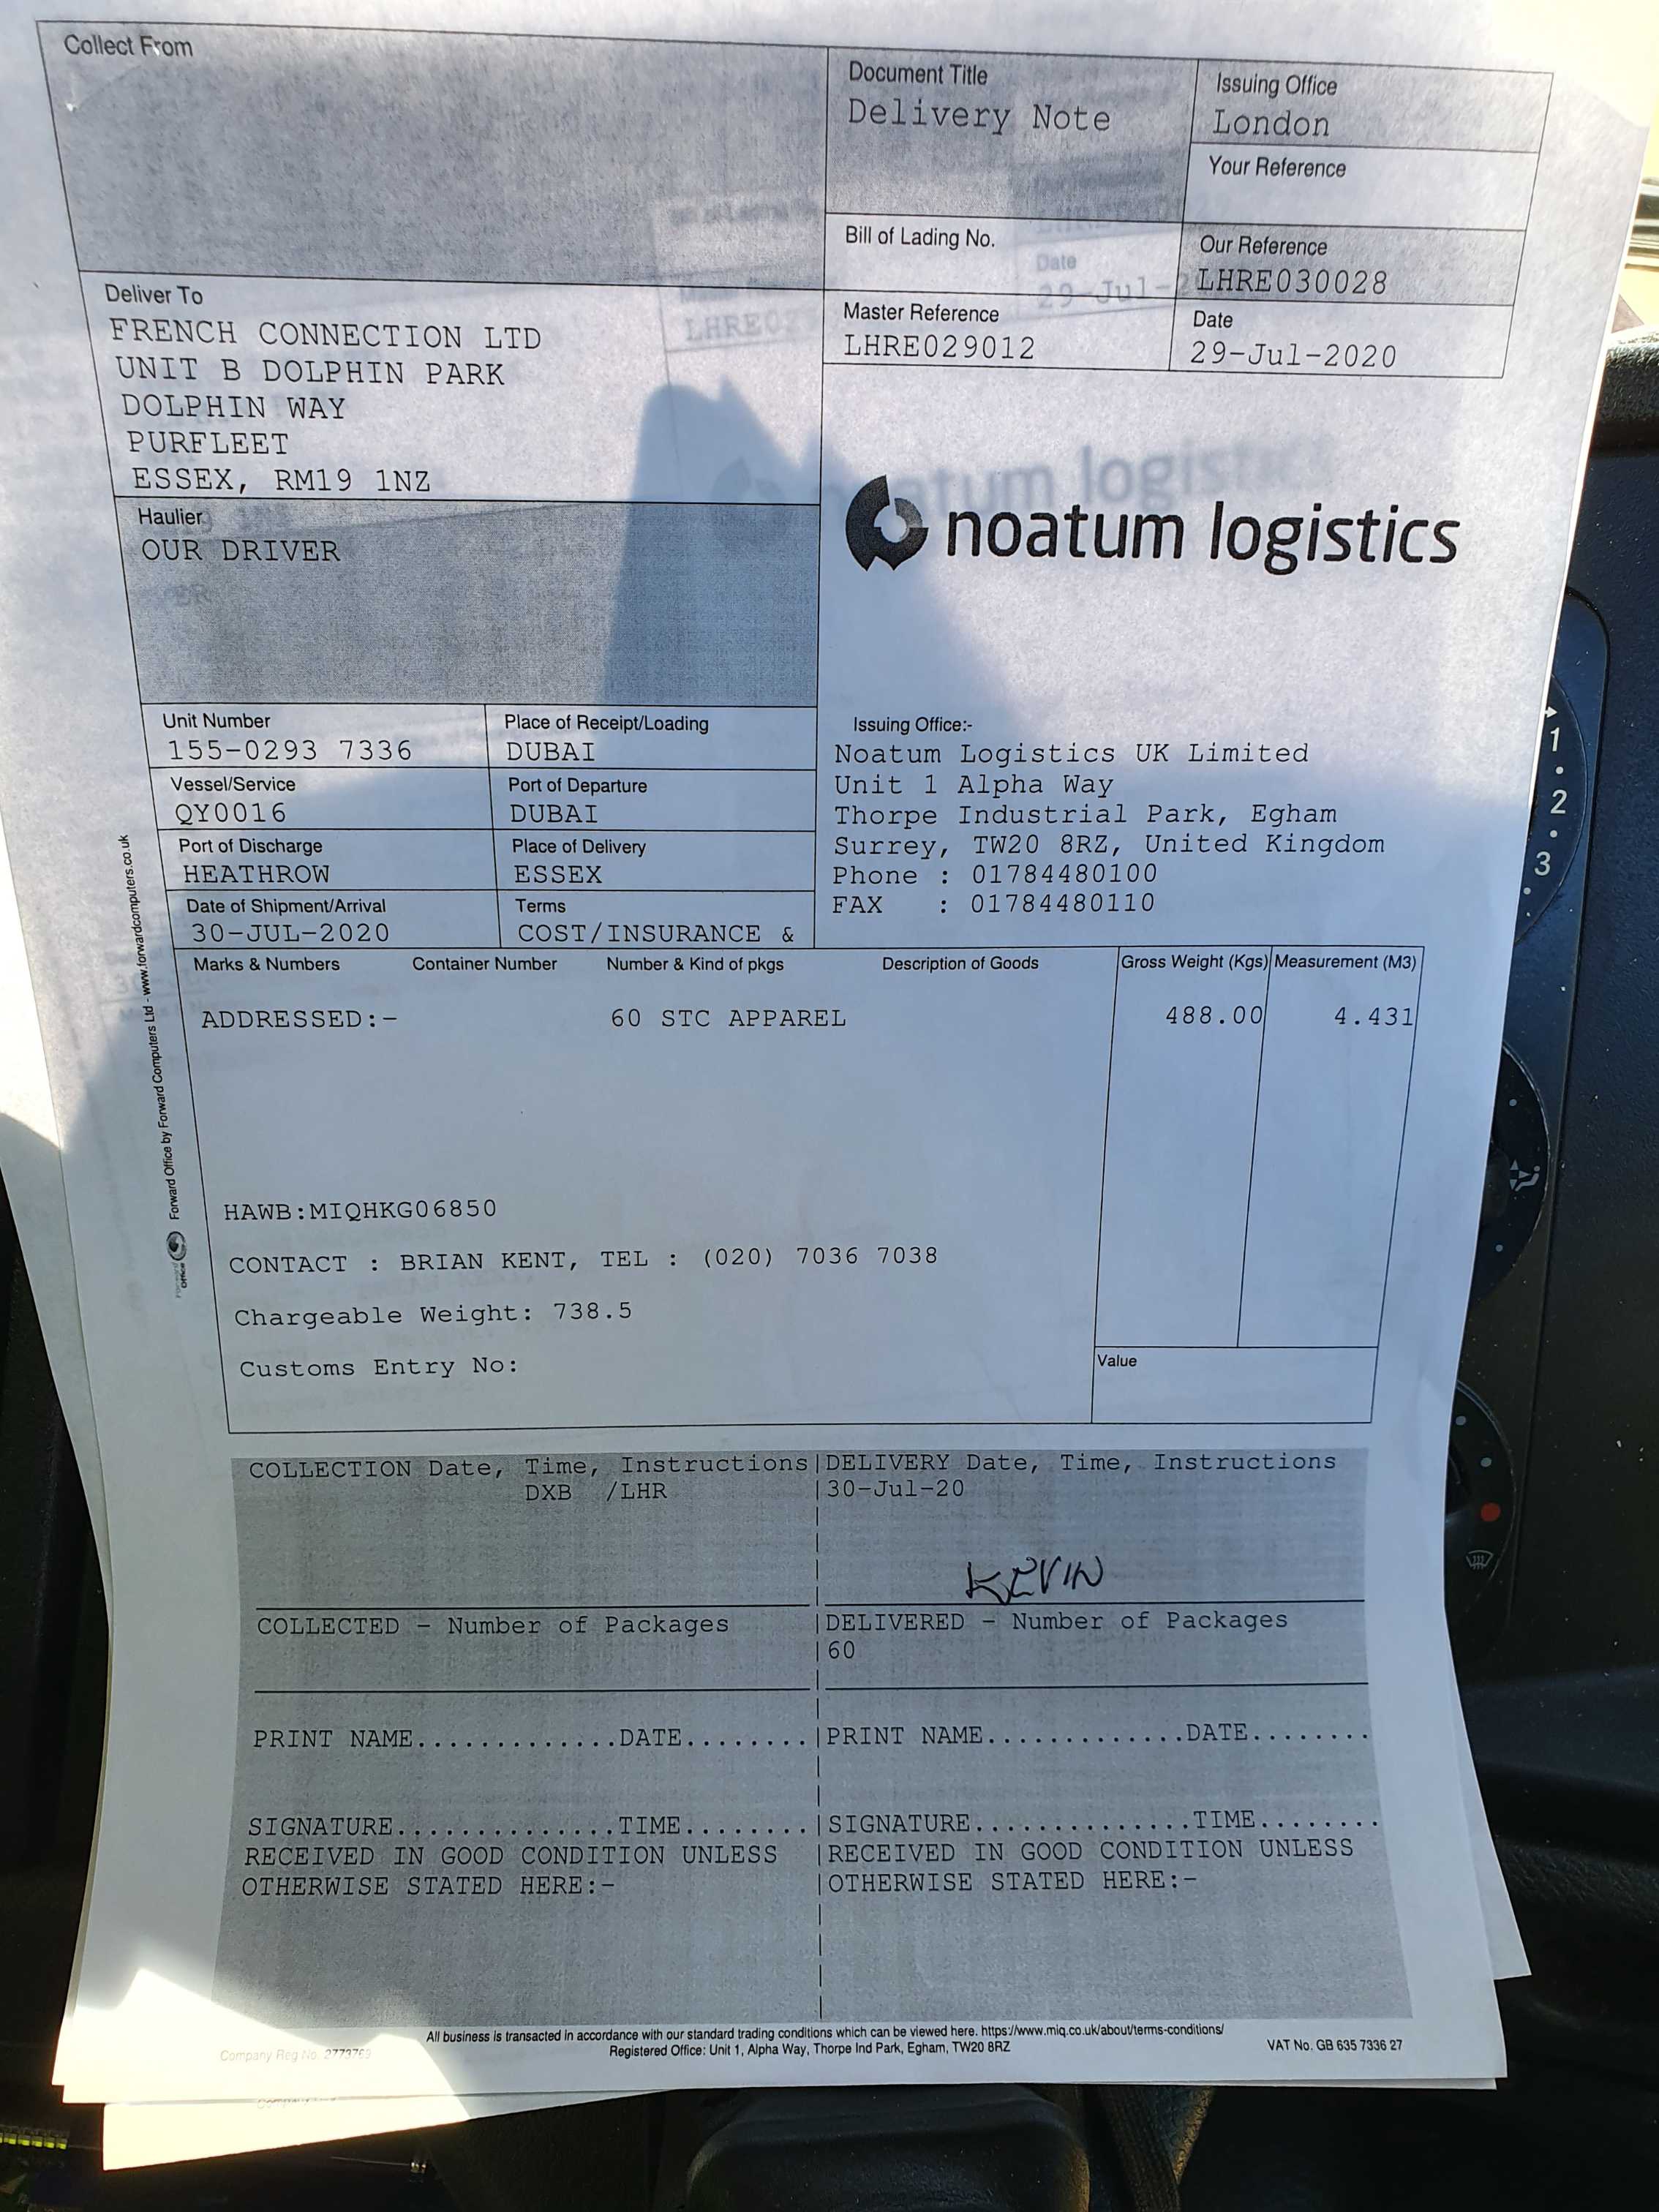 Collect From
Document Title
Delivery Note
Issuing Office
London
Your Reference
Bill of Lading No.
Our Reference
LHRE030028
Master Reference
LHRE029012
Date
29-Jul-2020
Deliver To
FRENCH CONNECTION LTD
UNIT B DOLPHIN PARK
DOLPHIN WAY
PURFLEET
ESSEX, RM19 1NZ
Haulier
OUR DRIVER
noatum logistics
Unit Number
155-0293 7336
Place of Receipt/Loading
DUBAI
Vessel/Service
QY0016
Port of Departure
DUBAI
Port of Discharge
HEATHROW
Place of Delivery
ESSEX
Date of Shipment/Arrival
30-JUL-2020
Terms
COST/INSURANCE &
Issuing Office:-
Noatum Logistics UK Limited
Unit 1 Alpha Way
Thorpe Industrial Park, Egham
Surrey, TW20 8RZ, United Kingdom
Phone : 01784480100
FAX : 01784480110
Marks & Numbers Container Number Number & Kind of pkgs Description of Goods Gross Weight (Kgs) Measurement (M3)
ADDRESSED:- 60 STC APPAREL 488.00 4.431
HAWB:MIQHKG06850
CONTACT : BRIAN KENT, TEL : (020) 7036 7038
Chargeable Weight: 738.5
Customs Entry No:
Value
Forward Office by Forward Computers Ltd - www.forwardcomputers.co.uk
COLLECTION Date, Time, Instructions
DXB /LHR
DELIVERY Date, Time, Instructions
30-Jul-20
KEVIN
COLLECTED - Number of Packages
DELIVERED - Number of Packages
60
PRINT NAME.............DATE........
PRINT NAME.............DATE........
SIGNATURE..............TIME........
RECEIVED IN GOOD CONDITION UNLESS
OTHERWISE STATED HERE:-
SIGNATURE..............TIME........
RECEIVED IN GOOD CONDITION UNLESS
OTHERWISE STATED HERE:-
All business is transacted in accordance with our standard trading conditions which can be viewed here. https://www.miq.co.uk/about/terms-conditions/
Registered Office: Unit 1, Alpha Way, Thorpe Ind Park, Egham, TW20 8RZ
Company Reg No.
VAT No. GB 635 7336 27
1
2
3